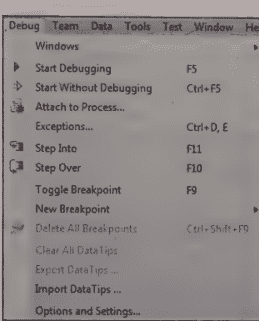 Debug Team Data Tools Test Window He
Windows
Start Debugging F5
Start Without Debugging Ctrl+F5
Attach to Process...
Exceptions... Ctrl+D, E
Step Into F11
Step Over F10
Toggle Breakpoint F9
New Breakpoint
Delete All Breakpoints Ctrl+Shift+F9
Clear All DataTips
Export DataTips ...
Import DataTips ...
Options and Settings...